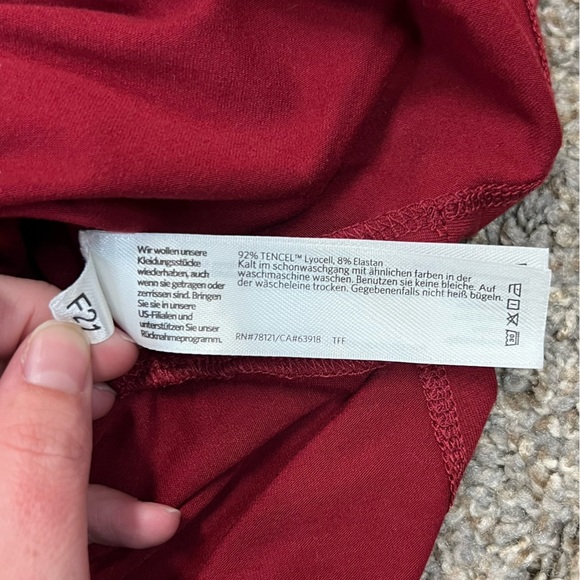 Wir wollen unsere
Kleidungsstücke
wiederhaben, auch
wenn sie getragen oder
zerrissen sind. Bringen
Sie sie in unsere
US-Filialen und
unterstützen Sie unser
Rücknahmeprogramm.
92% TENCEL™ Lyocell, 8% Elastan
Kalt im schonwaschgang mit ähnlichen farben in der
waschmaschine waschen. Benutzen sie keine bleiche. Auf
der wäscheleine trocknen. Gegebenenfalls nicht heiß bügeln.
RN#78121/CA#63918 TFF
F21
DE